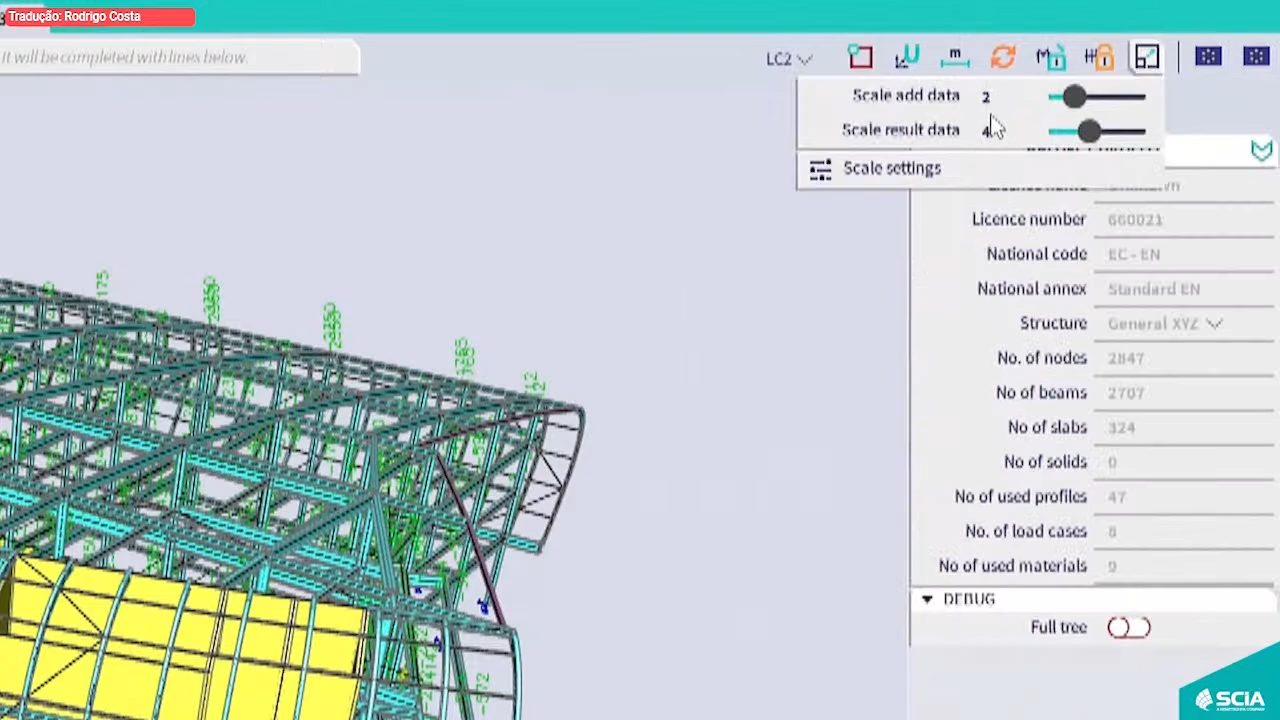 Tradução: Rodrigo Costa
It will be completed with lines below.
LC2
Scale add data 2
Scale result data 4
Scale settings
Licence number 660021
National code EC - EN
National annex Standard EN
Structure General XYZ
No. of nodes 2847
No of beams 2707
No of slabs 324
No of solids 0
No of used profiles 47
No. of load cases 8
No of used materials 9
DEBUG
Full tree
175
SCIA